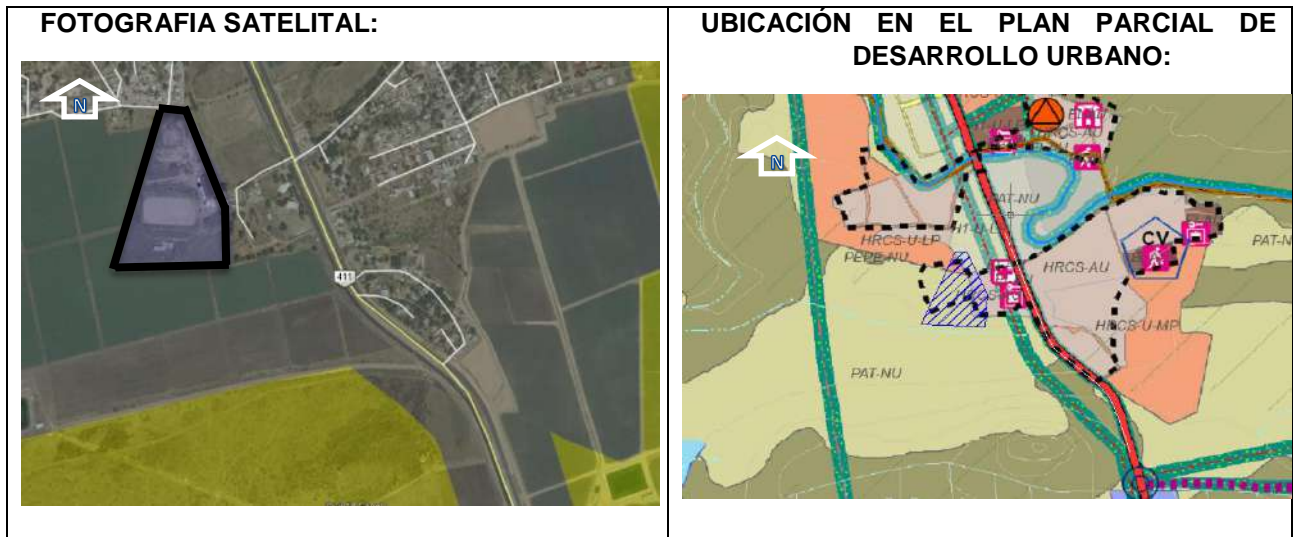 FOTOGRAFIA SATELITAL:
N
411
UBICACIÓN EN EL PLAN PARCIAL DE
DESARROLLO URBANO:
N
HRCS-AU
PAT-NU
HRCS-U-LP
PEPE-NU
HRCS-AU
CV
PAT-N
HRCS-U-MP
PAT-NU